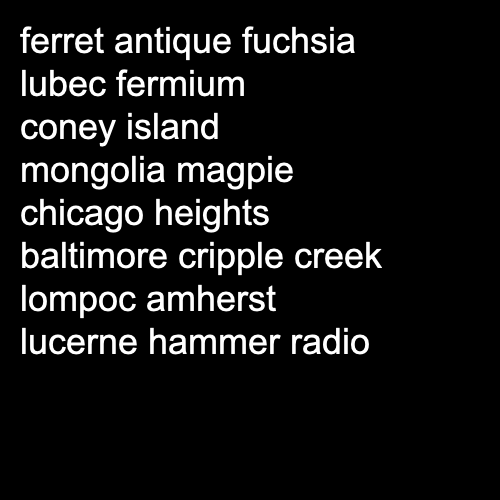 ferret antique fuchsia
lubec fermium
coney island
mongolia magpie
chicago heights
baltimore cripple creek
lompoc amherst
lucerne hammer radio